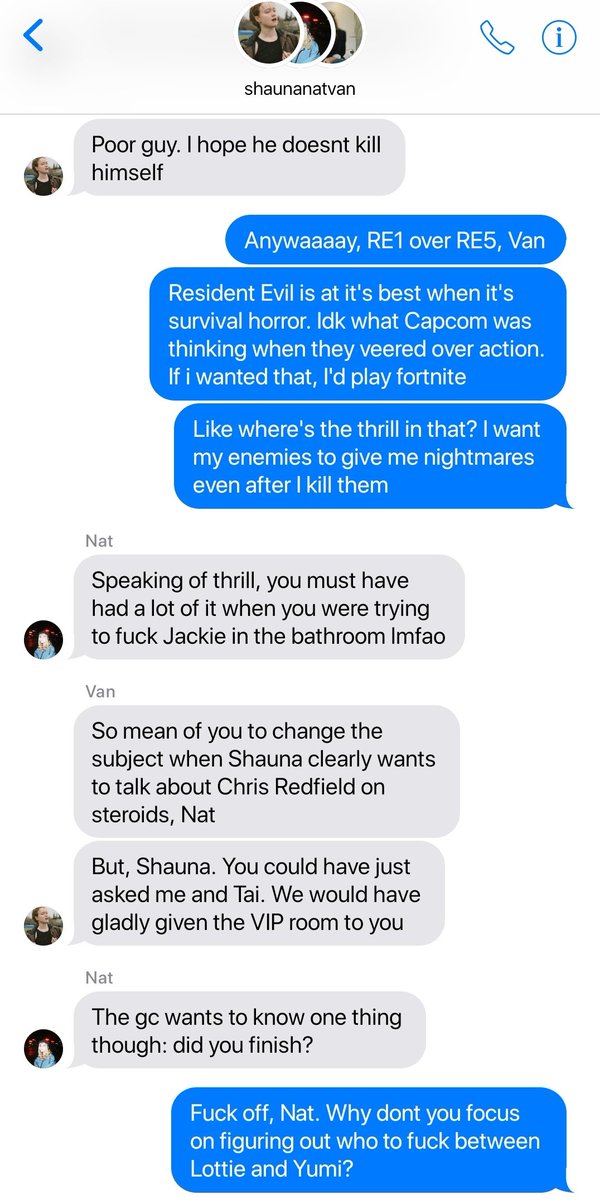 shaunanatvan
Poor guy. I hope he doesnt kill
himself
Anywaaaay, RE1 over RE5, Van
Resident Evil is at it's best when it's
survival horror. Idk what Capcom was
thinking when they veered over action.
If i wanted that, I'd play fortnite
Like where's the thrill in that? I want
my enemies to give me nightmares
even after I kill them
Nat
Speaking of thrill, you must have
had a lot of it when you were trying
to fuck Jackie in the bathroom lmfao
Van
So mean of you to change the
subject when Shauna clearly wants
to talk about Chris Redfield on
steroids, Nat
But, Shauna. You could have just
asked me and Tai. We would have
gladly given the VIP room to you
Nat
The gc wants to know one thing
though: did you finish?
Fuck off, Nat. Why dont you focus
on figuring out who to fuck between
Lottie and Yumi?